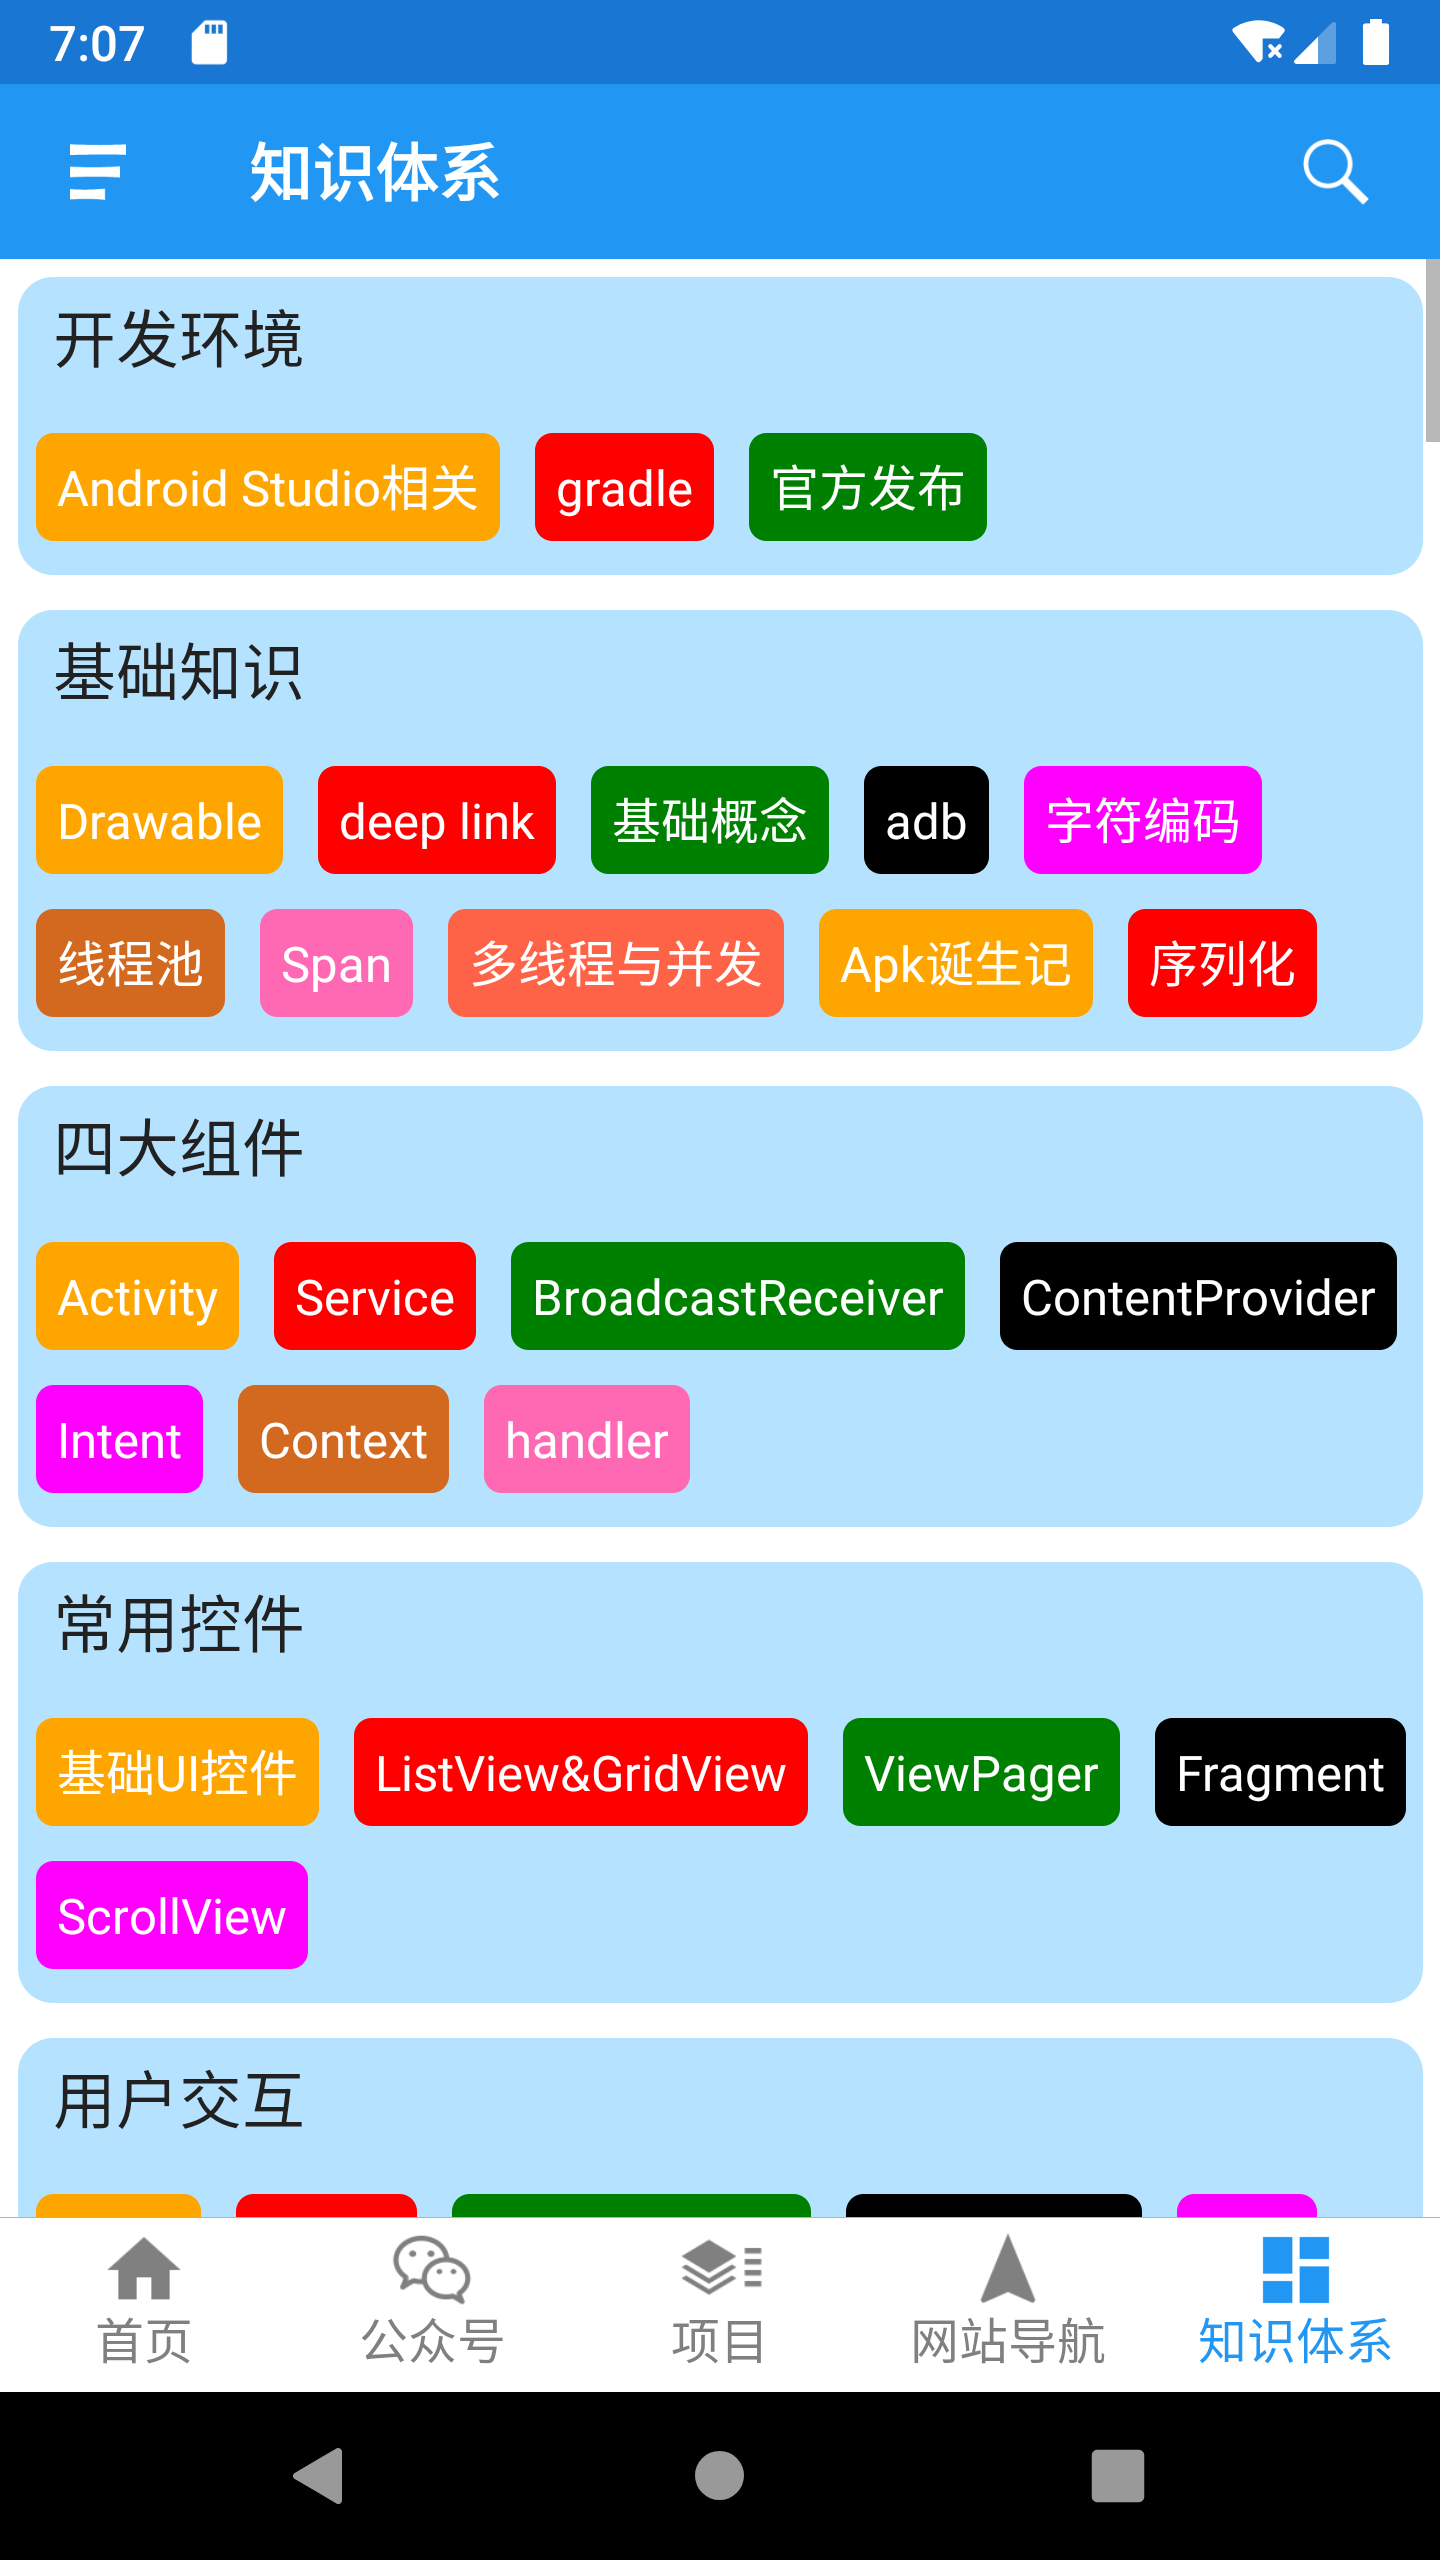 7:07
知识体系
开发环境
Android Studio相关 gradle 官方发布
基础知识
Drawable deep link 基础概念 adb 字符编码
线程池 Span 多线程与并发 Apk诞生记 序列化
四大组件
Activity Service BroadcastReceiver ContentProvider
Intent Context handler
常用控件
基础UI控件 ListView&GridView ViewPager Fragment
ScrollView
用户交互
首页 公众号 项目 网站导航 知识体系